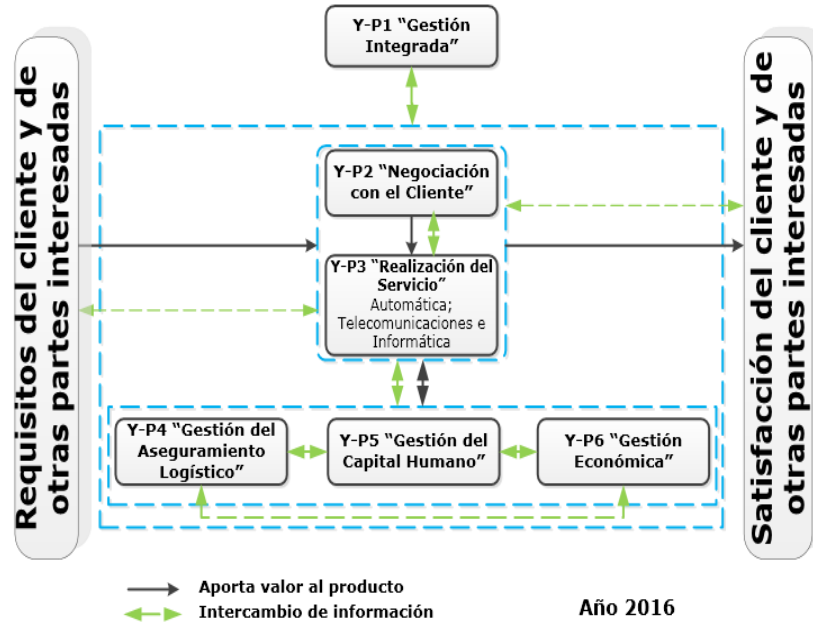 Requisitos del cliente y de
otras partes interesadas
Y-P1 “Gestión
Integrada”
Y-P2 “Negociación
con el Cliente”
Y-P3 “Realización del
Servicio”
Automática;
Telecomunicaciones e
Informática
Y-P4 “Gestión del
Aseguramiento
Logístico”
Y-P5 “Gestión del
Capital Humano”
Y-P6 “Gestión
Económica”
Satisfacción del cliente y de
otras partes interesadas
Aporta valor al producto
Intercambio de información
Año 2016